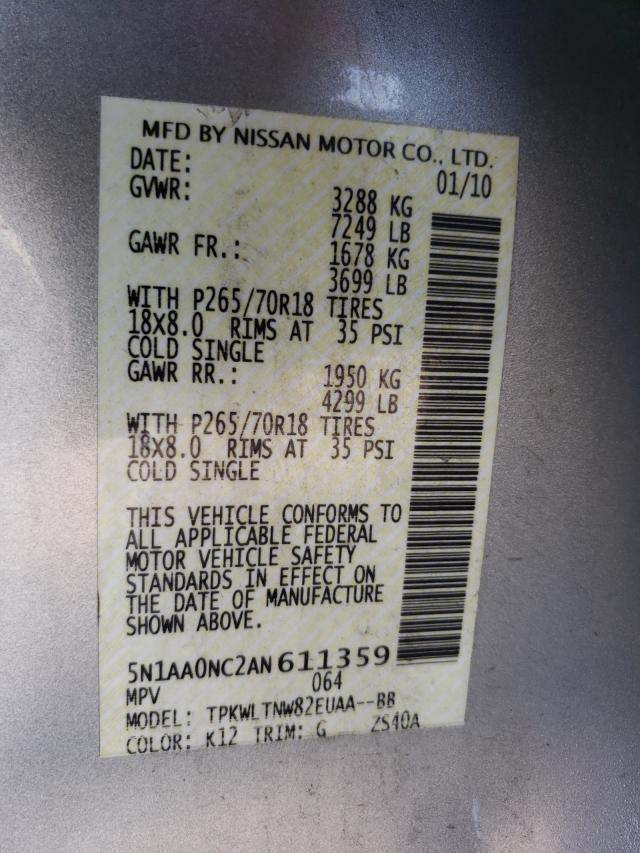 MFD BY NISSAN MOTOR CO., LTD.
DATE: 01/10
GVWR: 3288 KG
7249 LB
GAWR FR.: 1678 KG
3699 LB
WITH P265/70R18 TIRES
18X8.0 RIMS AT 35 PSI
COLD SINGLE
GAWR RR.: 1950 KG
4299 LB
WITH P265/70R18 TIRES
18X8.0 RIMS AT 35 PSI
COLD SINGLE
THIS VEHICLE CONFORMS TO
ALL APPLICABLE FEDERAL
MOTOR VEHICLE SAFETY
STANDARDS IN EFFECT ON
THE DATE OF MANUFACTURE
SHOWN ABOVE.
5N1AA0NC2AN611359
MPV 064
MODEL: TPKWLTNW82EUAA--BB
COLOR: K12 TRIM: G ZS40A